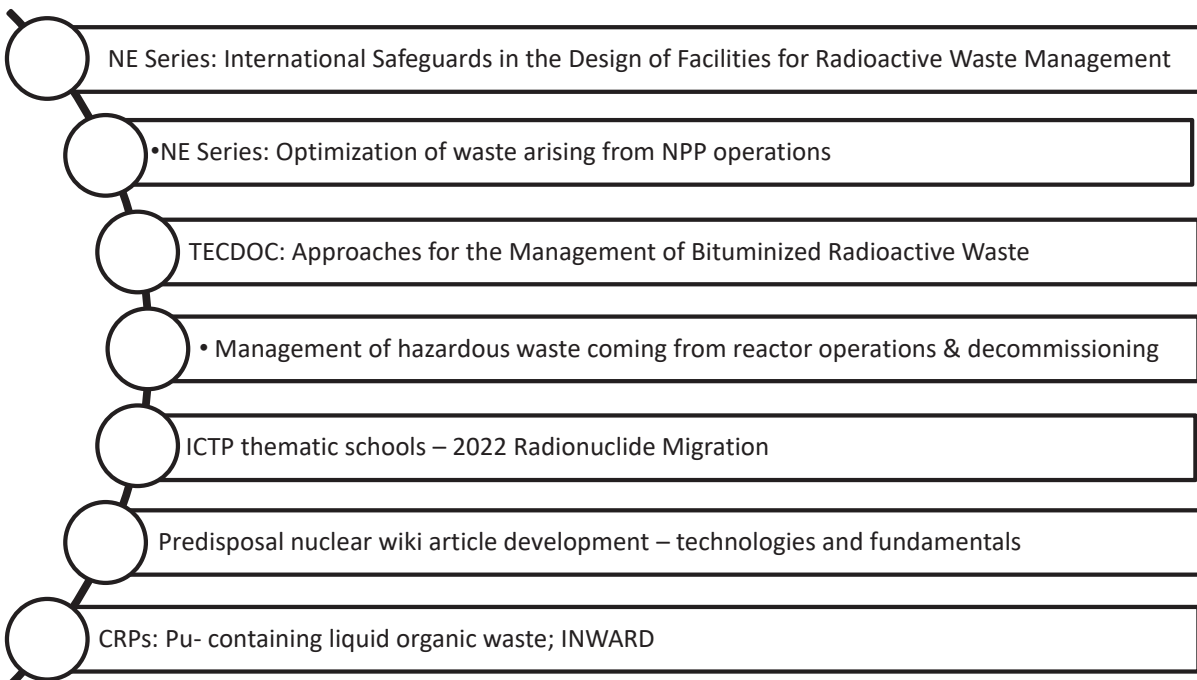 NE Series: International Safeguards in the Design of Facilities for Radioactive Waste Management
•NE Series: Optimization of waste arising from NPP operations
TECDOC: Approaches for the Management of Bituminized Radioactive Waste
• Management of hazardous waste coming from reactor operations & decommissioning
ICTP thematic schools – 2022 Radionuclide Migration
Predisposal nuclear wiki article development – technologies and fundamentals
CRPs: Pu- containing liquid organic waste; INWARD